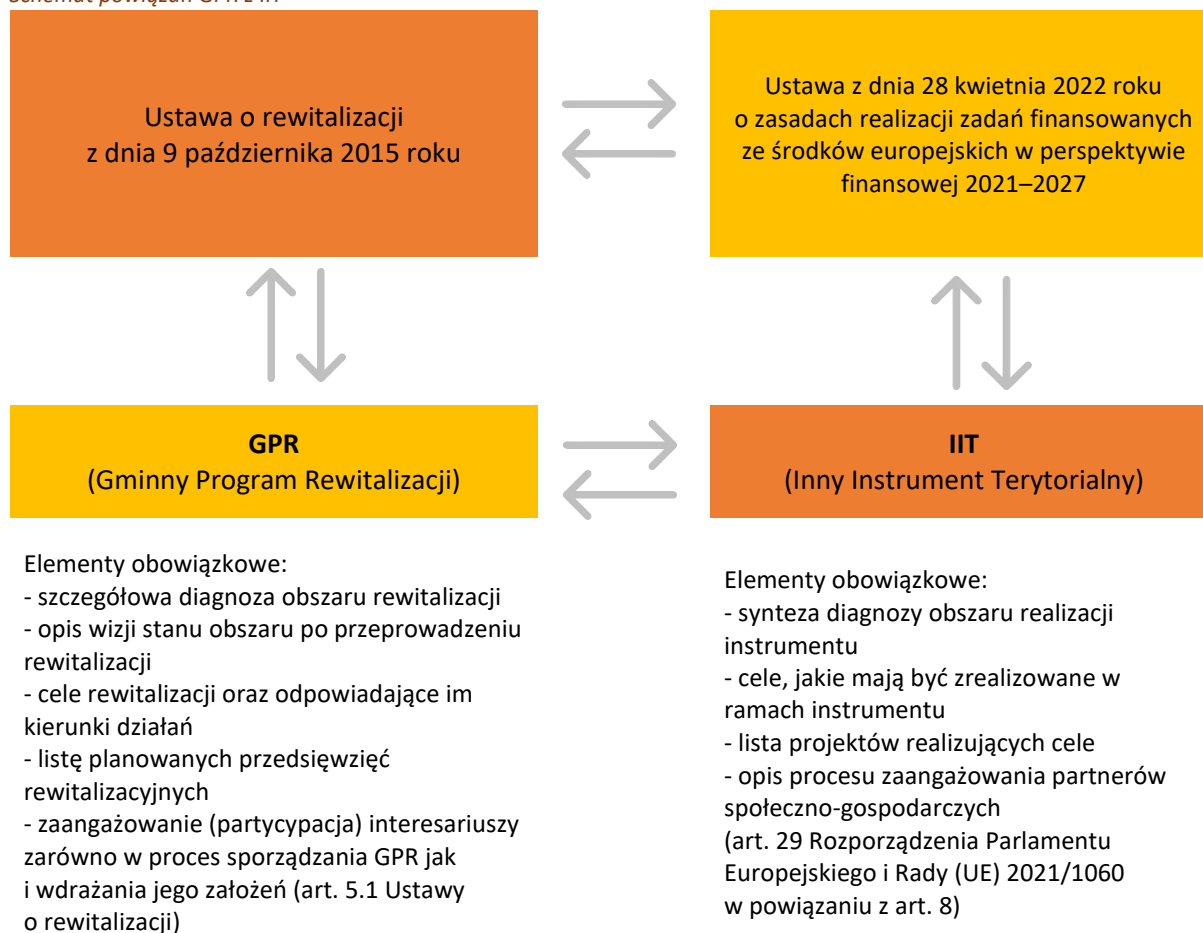 Schemat powiązań GPR z IIT
Ustawa o rewitalizacji
z dnia 9 października 2015 roku
Ustawa z dnia 28 kwietnia 2022 roku
o zasadach realizacji zadań finansowanych
ze środków europejskich w perspektywie
finansowej 2021–2027
GPR
(Gminny Program Rewitalizacji)
IIT
(Inny Instrument Terytorialny)
Elementy obowiązkowe:
- szczegółowa diagnoza obszaru rewitalizacji
- opis wizji stanu obszaru po przeprowadzeniu
rewitalizacji
- cele rewitalizacji oraz odpowiadające im
kierunki działań
- listę planowanych przedsięwzięć
rewitalizacyjnych
- zaangażowanie (partycypacja) interesariuszy
zarówno w proces sporządzania GPR jak
i wdrażania jego założeń (art. 5.1 Ustawy
o rewitalizacji)
Elementy obowiązkowe:
- synteza diagnozy obszaru realizacji
instrumentu
- cele, jakie mają być zrealizowane w
ramach instrumentu
- lista projektów realizujących cele
- opis procesu zaangażowania partnerów
społeczno-gospodarczych
(art. 29 Rozporządzenia Parlamentu
Europejskiego i Rady (UE) 2021/1060
w powiązaniu z art. 8)